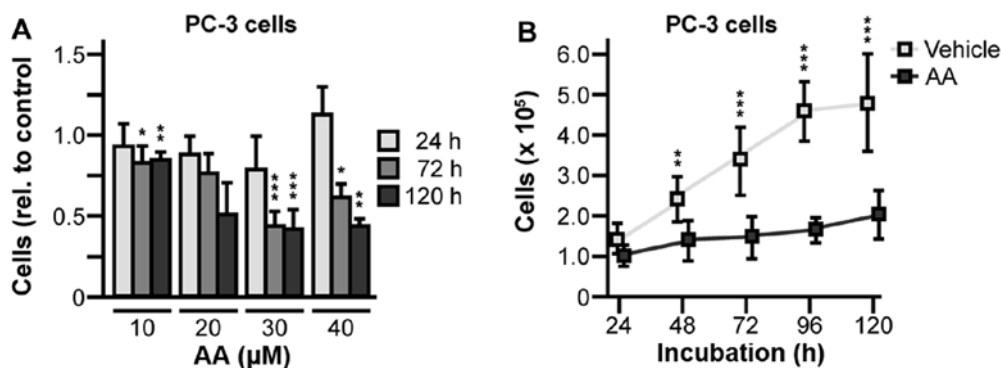 A
PC-3 cells
Cells (rel. to control)
1.5
1.0
0.5
0
* ** *** *** * **
24 h
72 h
120 h
10 20 30 40
AA (µM)
B
PC-3 cells
Cells (x 10⁵)
6.0
5.0
4.0
3.0
2.0
1.0
0
** *** *** ***
Vehicle
AA
24 48 72 96 120
Incubation (h)